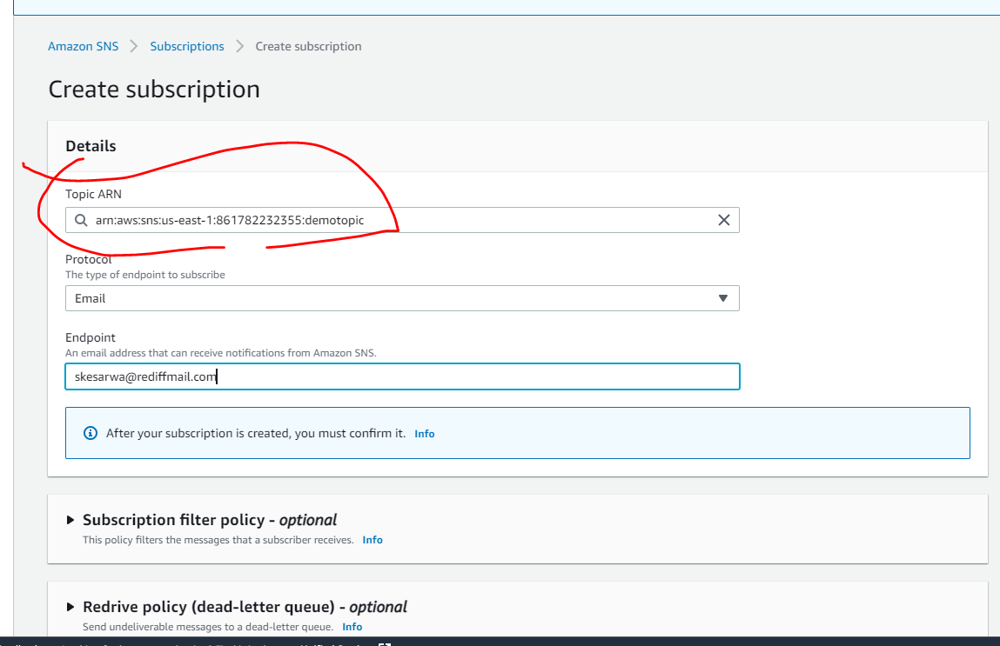 Amazon SNS > Subscriptions > Create subscription
Create subscription
Details
Topic ARN
arn:aws:sns:us-east-1:861782232355:demotopic
Protocol
The type of endpoint to subscribe
Email
Endpoint
An email address that can receive notifications from Amazon SNS.
skesarwa@rediffmail.com
After your subscription is created, you must confirm it. Info
Subscription filter policy - optional
This policy filters the messages that a subscriber receives. Info
Redrive policy (dead-letter queue) - optional
Send undeliverable messages to a dead-letter queue. Info